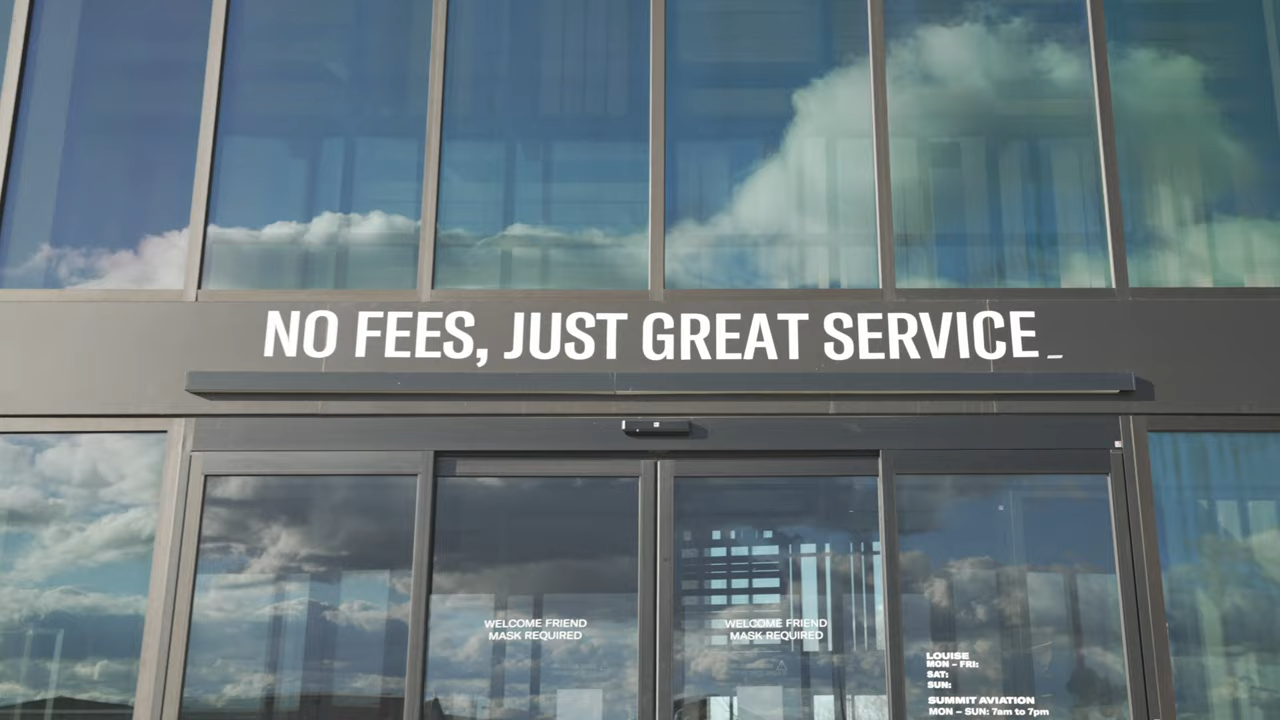 NO FEES, JUST GREAT SERVICE_
WELCOME FRIEND
MASK REQUIRED
WELCOME FRIEND
MASK REQUIRED
LOUISE
MON – FRI:
SAT:
SUN:
SUMMIT AVIATION
MON – SUN: 7am to 7pm